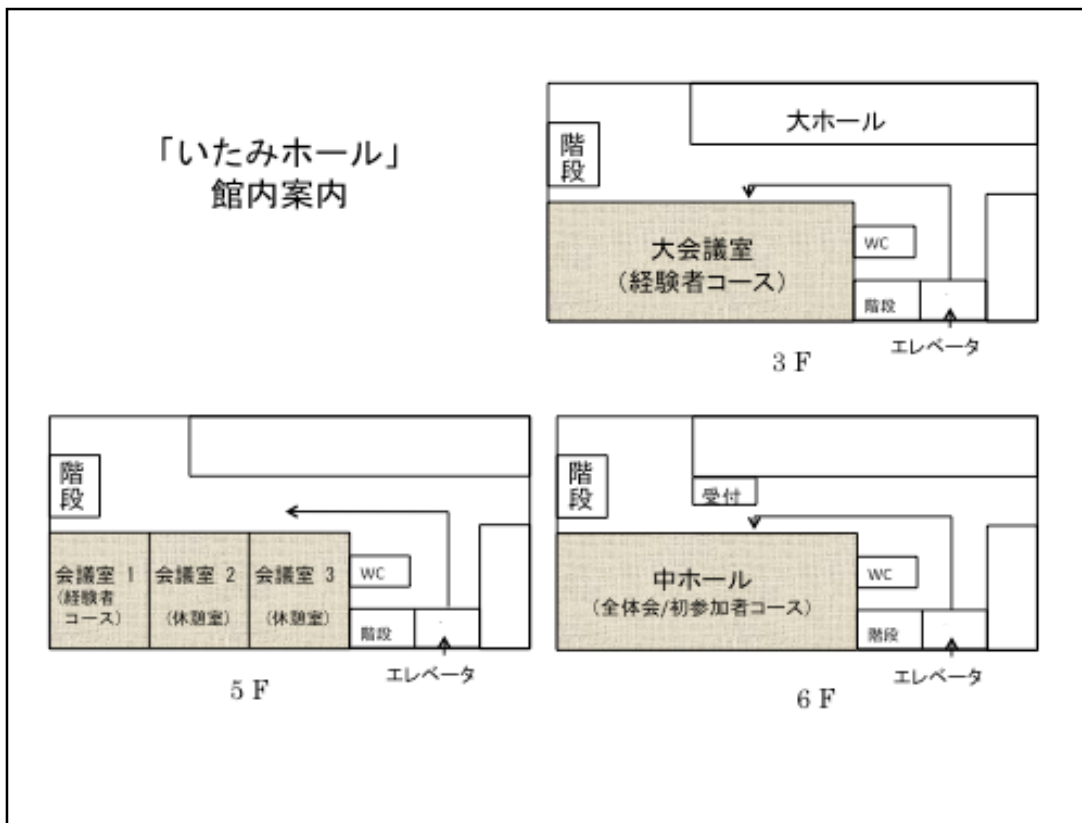 「いたみホール」
館内案内
大ホール
階
段
大会議室
（経験者コース）
WC
階段
エレベータ
3 F
階
段
会議室 1
（経験者
コース）
会議室 2
（休憩室）
会議室 3
（休憩室）
WC
階段
エレベータ
5 F
階
段
受付
中ホール
（全体会/初参加者コース）
WC
階段
エレベータ
6 F